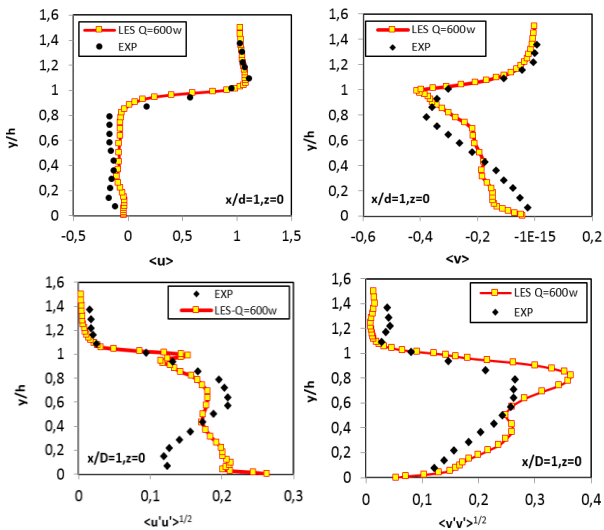 1,6
1,4
1,2
1
0,8
0,6
0,4
0,2
0
y/h
LES Q=600w
EXP
x/d=1,z=0
-0,5
0
0,5
1
1,5
<u>
1,6
1,4
1,2
1
0,8
0,6
0,4
0,2
0
y/h
LES Q=600w
EXP
x/d=1,z=0
-0,6
-0,4
-0,2
-1E-15
0,2
<v>
1,6
1,4
1,2
1
0,8
0,6
0,4
0,2
0
y/h
EXP
LES-Q=600w
x/D=1,z=0
0
0,1
0,2
0,3
<u'u'>1/2
1,6
1,4
1,2
1
0,8
0,6
0,4
0,2
0
y/h
LES Q=600w
EXP
x/D=1,z=0
0
0,1
0,2
0,3
0,4
<v'v'>1/2